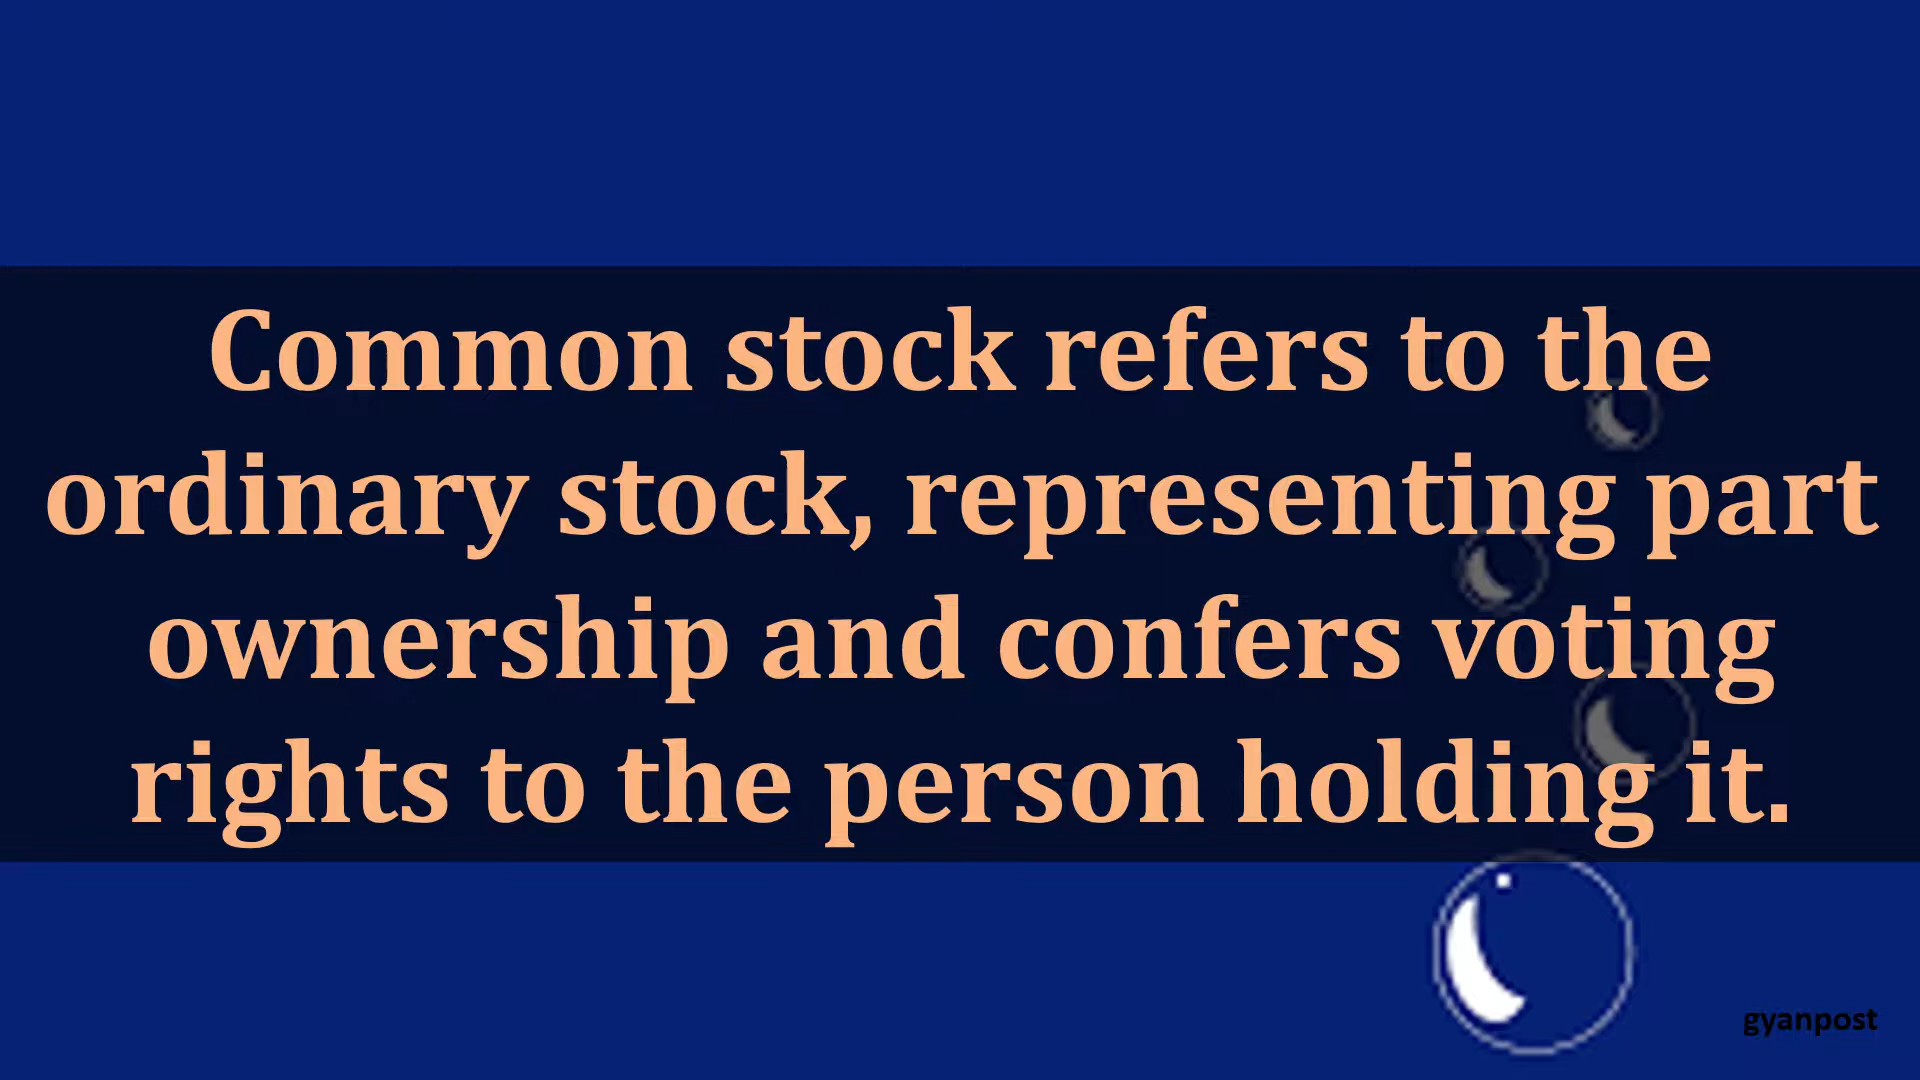 Common stock refers to the
ordinary stock, representing part
ownership and confers voting
rights to the person holding it.
gyanpost